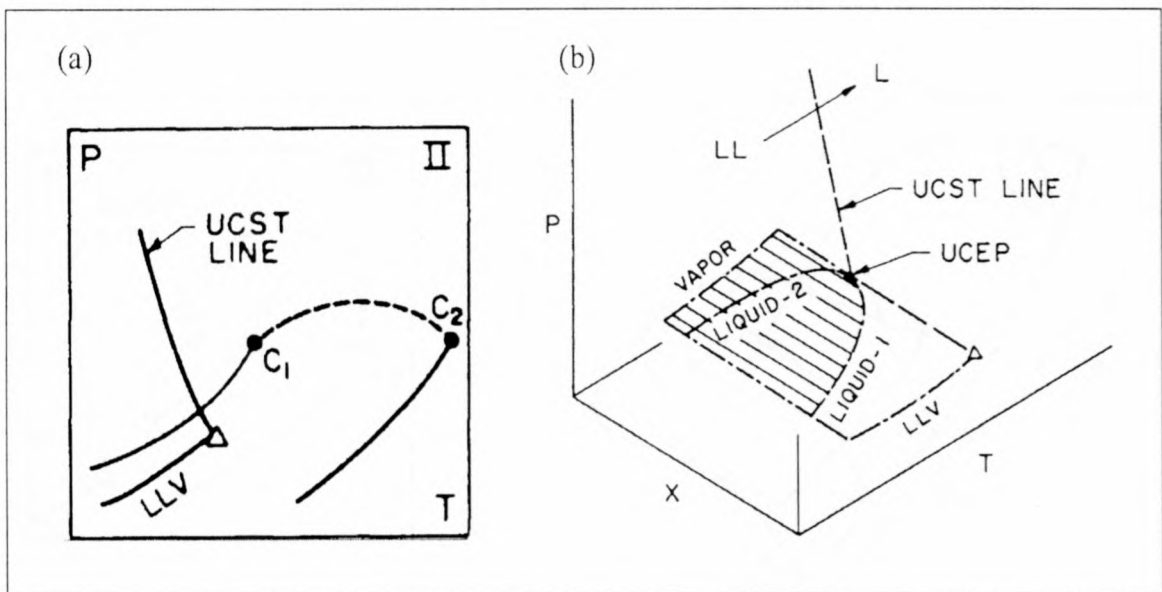 (a)
P
II
UCST
LINE
C₁
C₂
LLV
T
(b)
L
LL
UCST LINE
P
UCEP
VAPOR
LIQUID-2
LIQUID-1
LLV
X
T